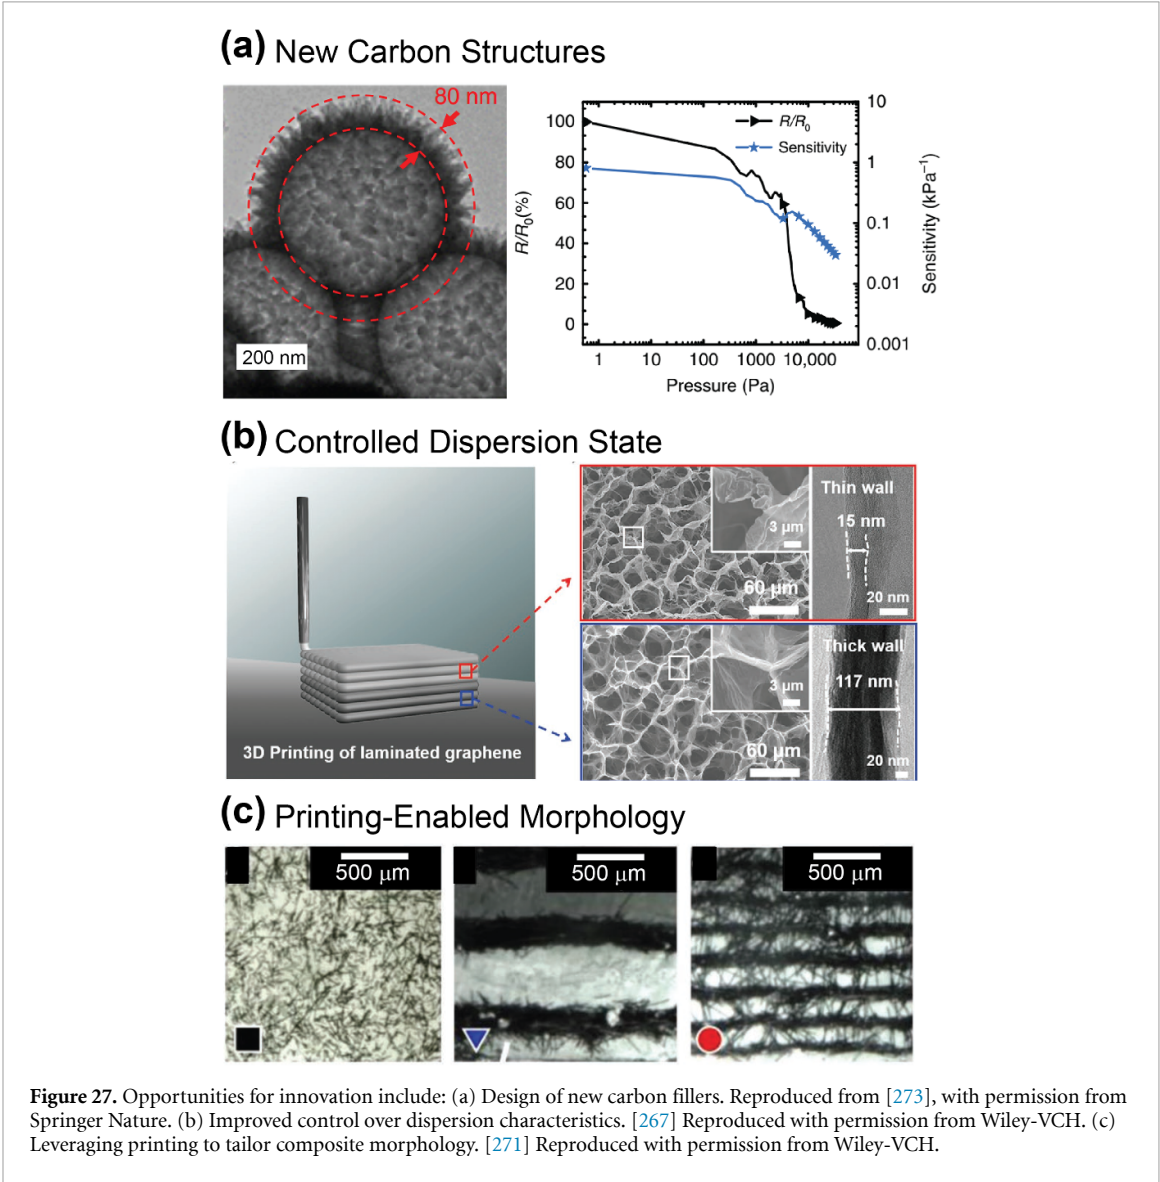 (a) New Carbon Structures
80 nm
200 nm
R/R0(%)
100
80
60
40
20
0
R/R0
Sensitivity
10
1
0.1
0.01
0.001
Sensitivity (kPa−1)
1 10 100 1000 10,000
Pressure (Pa)
(b) Controlled Dispersion State
3D Printing of laminated graphene
3 µm
60 µm
Thin wall
15 nm
20 nm
3 µm
60 µm
Thick wall
117 nm
20 nm
(c) Printing-Enabled Morphology
500 µm
500 µm
500 µm
Figure 27. Opportunities for innovation include: (a) Design of new carbon fillers. Reproduced from [273], with permission from
Springer Nature. (b) Improved control over dispersion characteristics. [267] Reproduced with permission from Wiley-VCH. (c)
Leveraging printing to tailor composite morphology. [271] Reproduced with permission from Wiley-VCH.